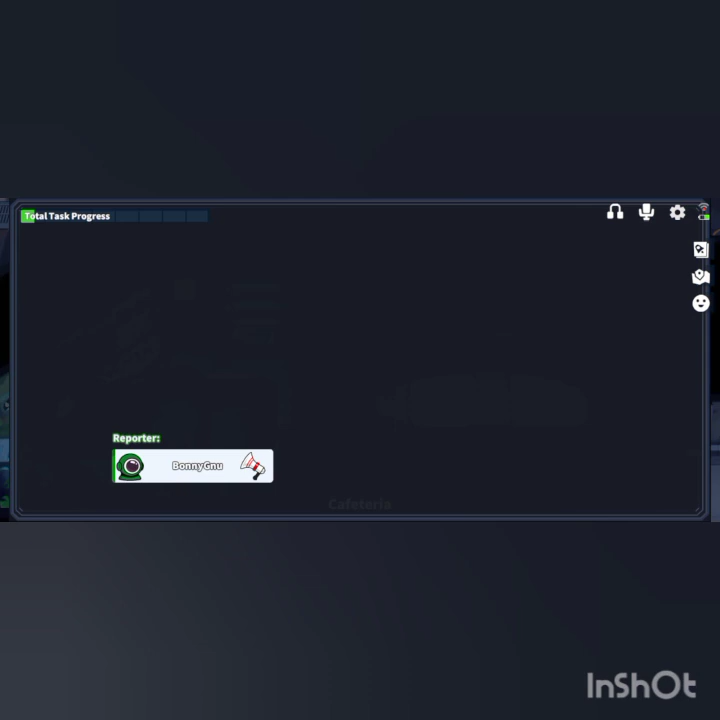 Total Task Progress
Reporter:
BonnyGnu
Cafeteria
InShOt